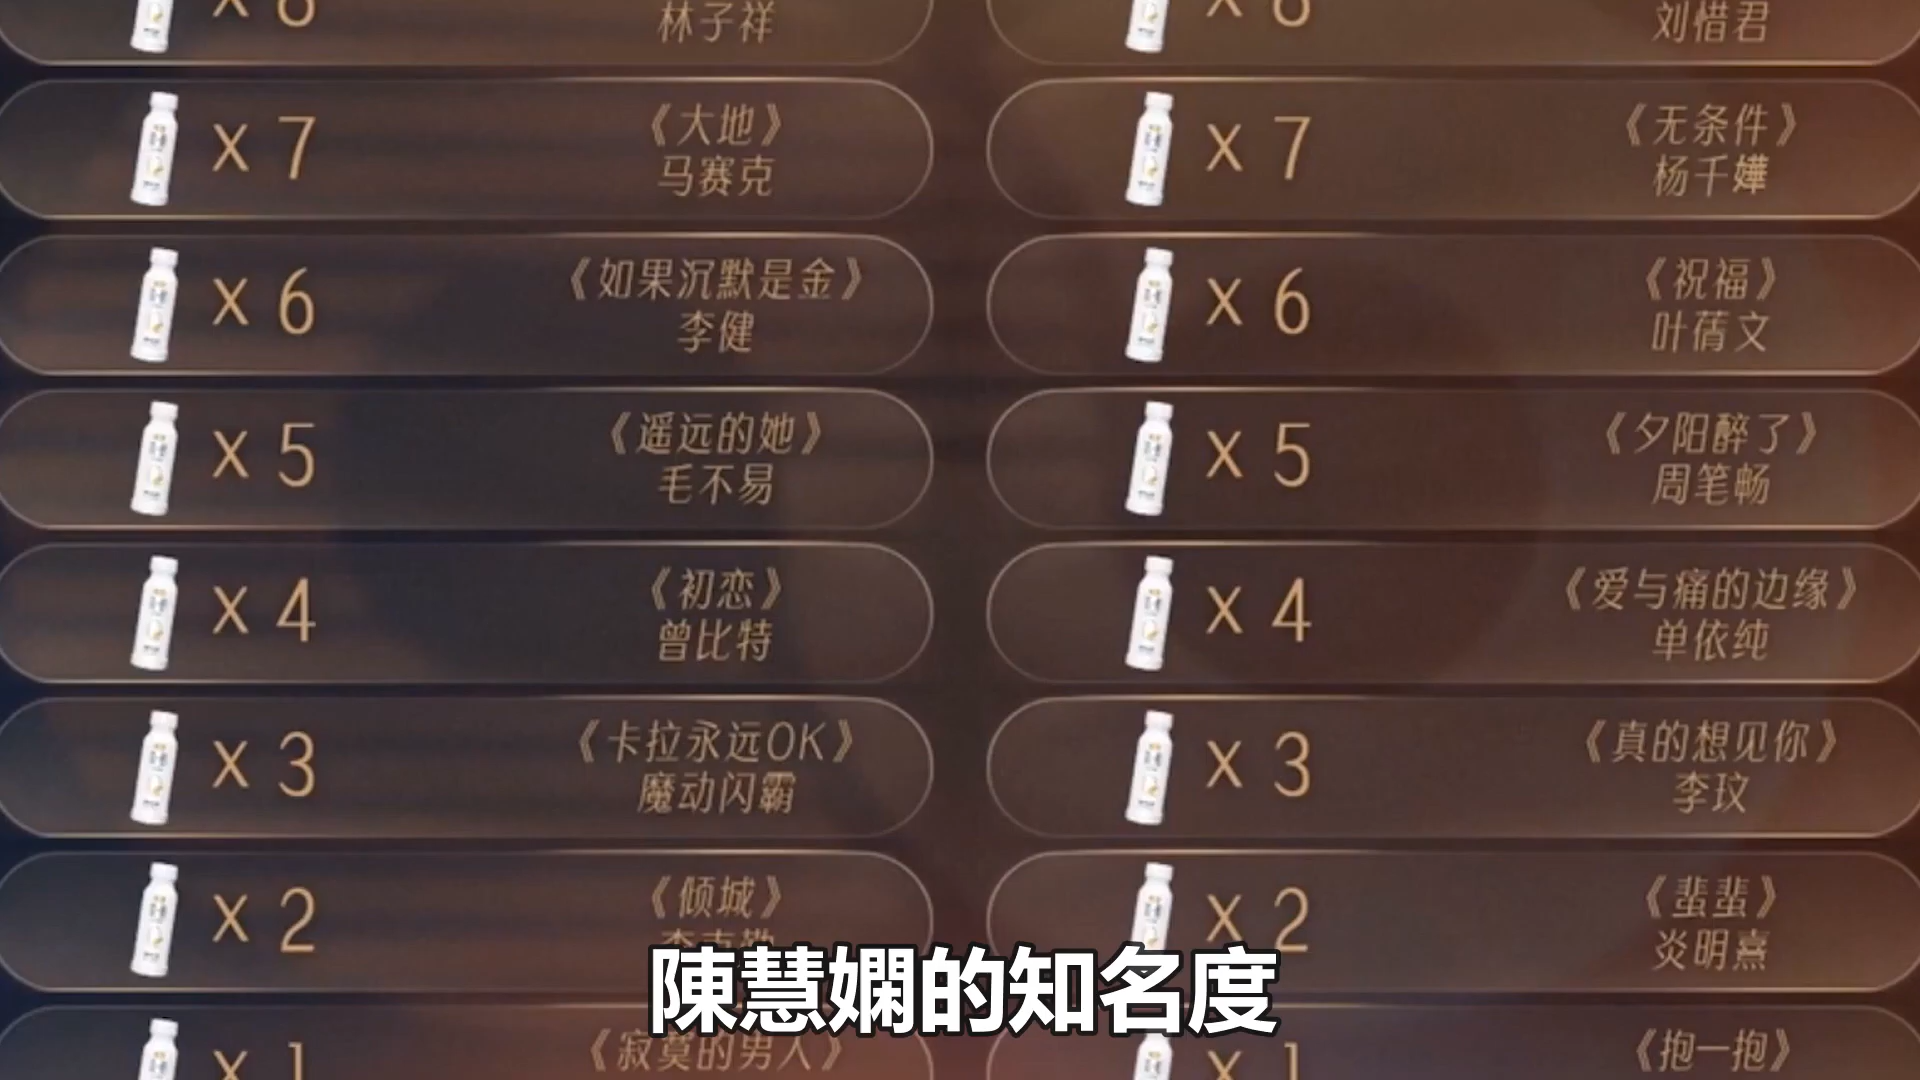 x 8
林子祥
x 8
刘惜君
x 7
《大地》
马赛克
x 7
《无条件》
杨千嬅
x 6
《如果沉默是金》
李健
x 6
《祝福》
叶蒨文
x 5
《遥远的她》
毛不易
x 5
《夕阳醉了》
周笔畅
x 4
《初恋》
曾比特
x 4
《爱与痛的边缘》
单依纯
x 3
《卡拉永远OK》
魔动闪霸
x 3
《真的想见你》
李玟
x 2
《倾城》
x 2
《蜚蜚》
炎明熹
陳慧嫻的知名度
x 1
《寂寞的男人》
x 1
《抱一抱》